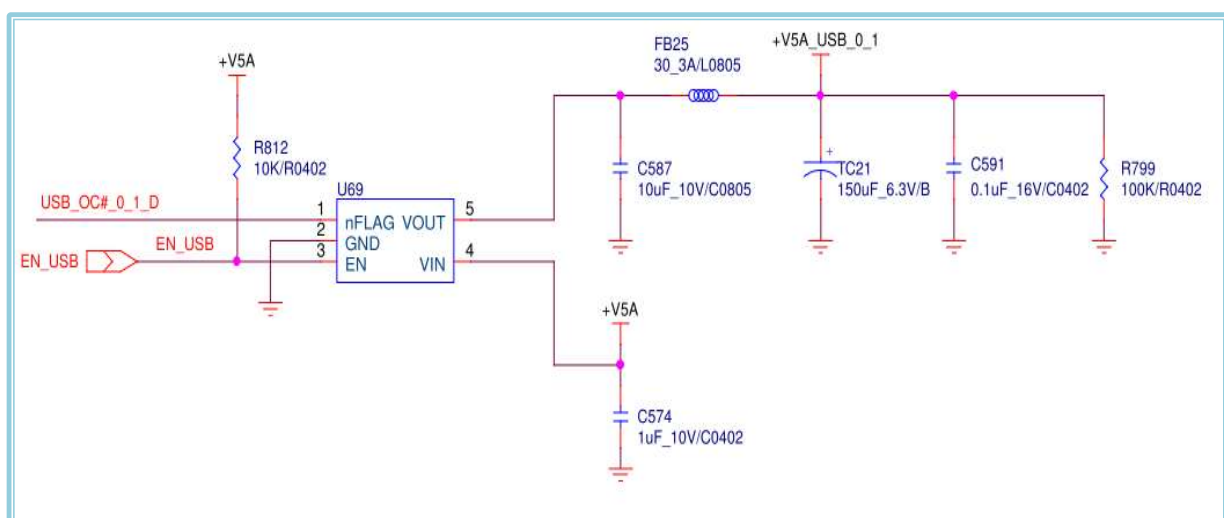 FB25
30_3A/L0805
+V5A_USB_0_1
+V5A
R812
10K/R0402
C587
10uF_10V/C0805
+
TC21
150uF_6.3V/B
C591
0.1uF_16V/C0402
R799
100K/R0402
U69
USB_OC#_0_1_D
1
nFLAG VOUT
5
2
GND
EN_USB
EN_USB
3
EN
VIN
4
+V5A
C574
1uF_10V/C0402